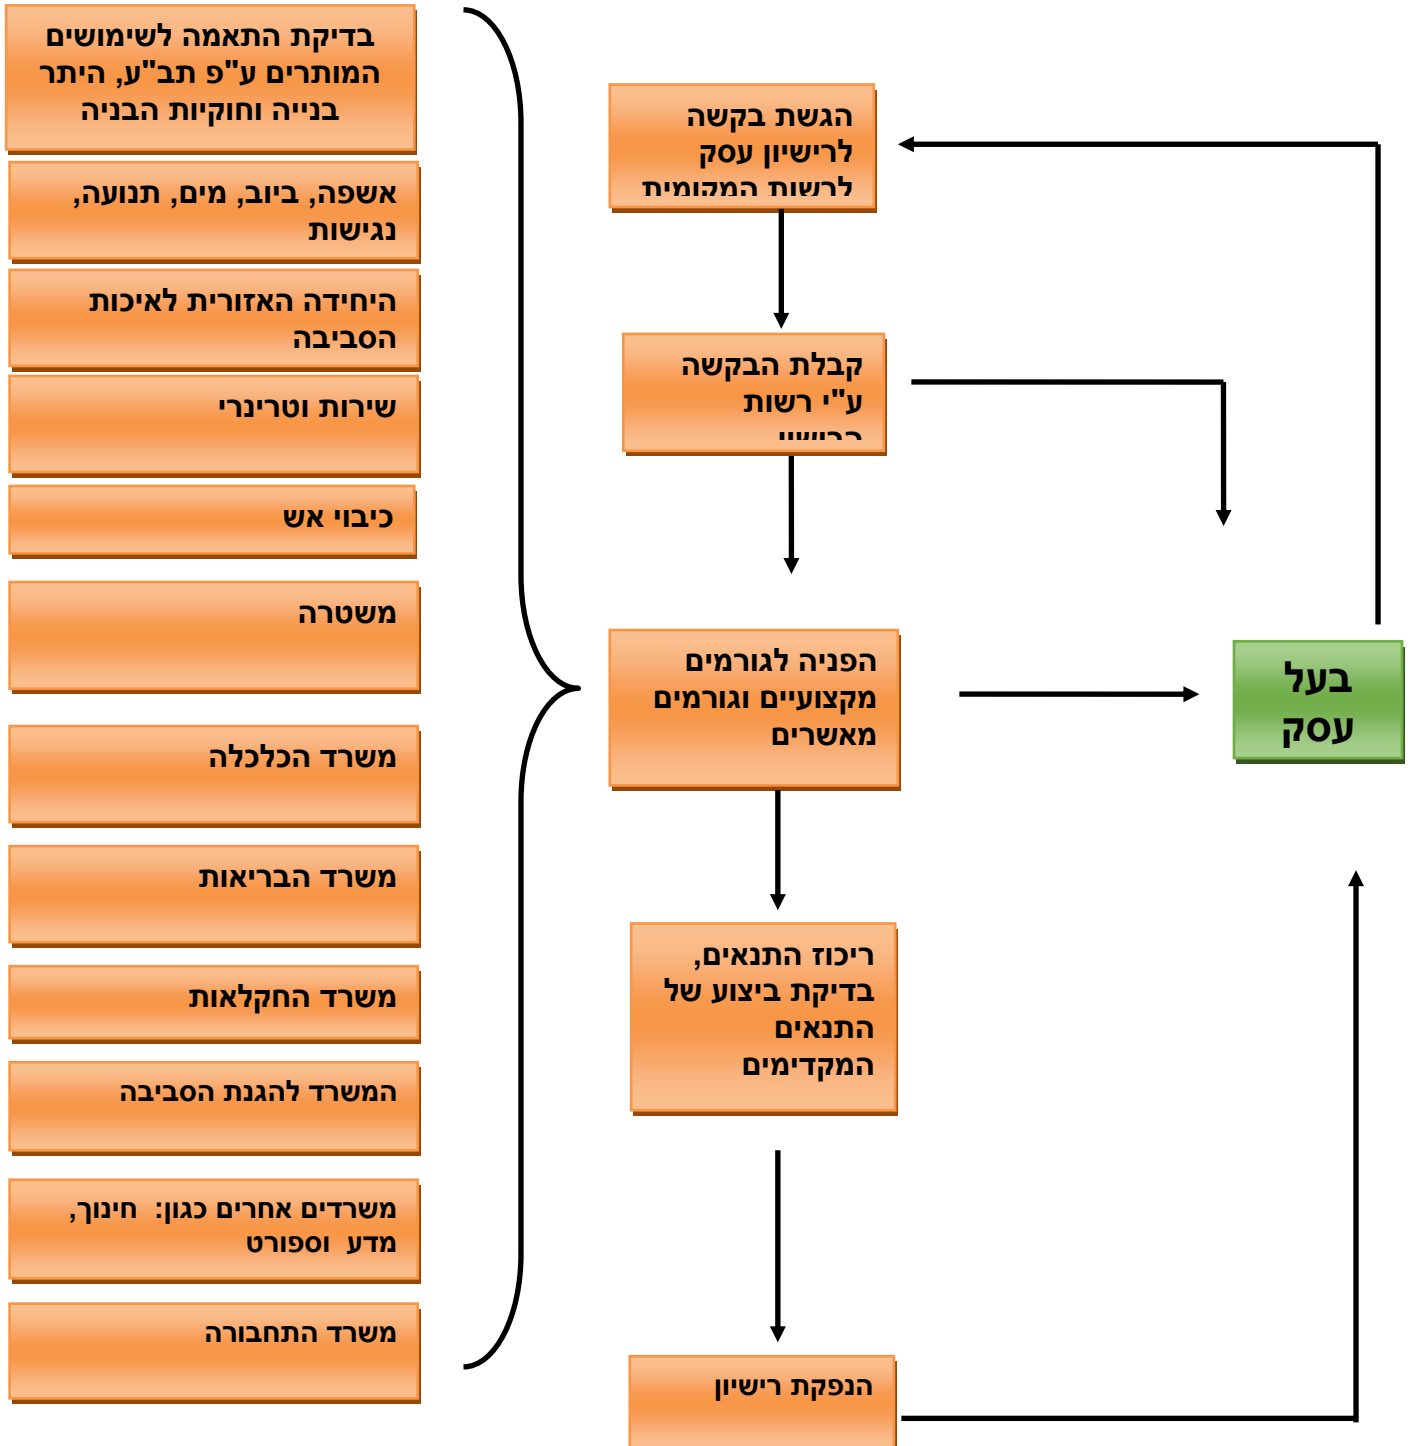 בדיקת התאמה לשימושים
המותרים ע"פ תב"ע, היתר
בנייה וחוקיות הבניה
אשפה, ביוב, מים, תנועה,
נגישות
היחידה האזורית לאיכות
הסביבה
שירות וטרינרי
כיבוי אש
משטרה
משרד הכלכלה
משרד הבריאות
משרד החקלאות
המשרד להגנת הסביבה
משרדים אחרים כגון: חינוך,
מדע וספורט
משרד התחבורה
הגשת בקשה
לרישיון עסק
לרשות המקומית
קבלת הבקשה
ע"י רשות
הפניה לגורמים
מקצועיים וגורמים
מאשרים
ריכוז התנאים,
בדיקת ביצוע של
התנאים
המקדימים
הנפקת רישיון
בעל
עסק